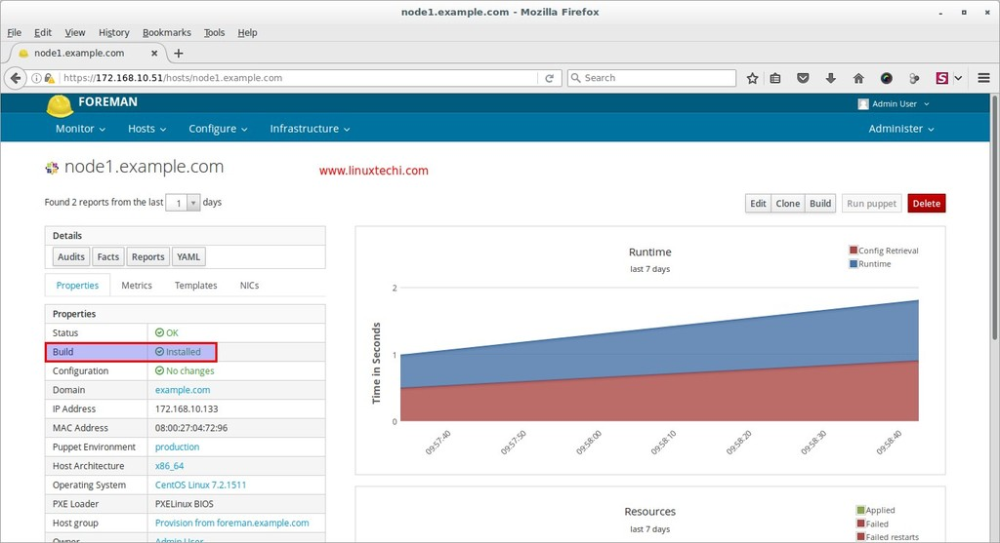 node1.example.com - Mozilla Firefox
File Edit View History Bookmarks Tools Help
node1.example.com
https://172.168.10.51/hosts/node1.example.com
Search
FOREMAN
Admin User
Monitor Hosts Configure Infrastructure Administer
node1.example.com
www.linuxtechi.com
Found 2 reports from the last 1 days
Edit Clone Build Run puppet Delete
Details
Audits Facts Reports YAML
Properties Metrics Templates NICs
Properties
Status OK
Build Installed
Configuration No changes
Domain example.com
IP Address 172.168.10.133
MAC Address 08:00:27:04:72:96
Puppet Environment production
Host Architecture x86_64
Operating System CentOS Linux 7.2.1511
PXE Loader PXELinux BIOS
Host group Provision from foreman.example.com
Owner Admin User
Runtime
last 7 days
Config Retrieval
Runtime
Time in Seconds
2
1
0
09:57:40 09:57:50 09:58:00 09:58:10 09:58:20 09:58:30 09:58:40
Resources
last 7 days
Applied
Failed
Failed restarts